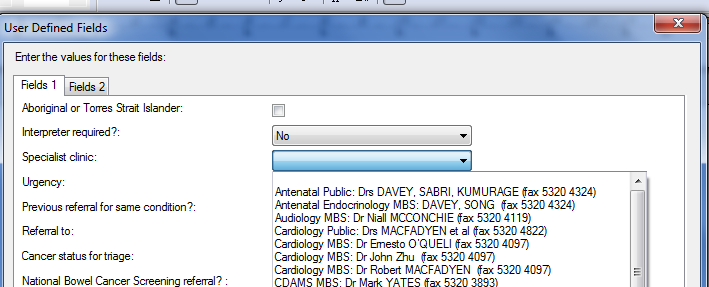 User Defined Fields
Enter the values for these fields:
Fields 1
Fields 2
Aboriginal or Torres Strait Islander:
Interpreter required?:
No
Specialist clinic:
Urgency:
Antenatal Public: Drs DAVEY, SABRI, KUMURAGE (fax 5320 4324)
Antenatal Endocrinology MBS: DAVEY, SONG (fax 5320 4324)
Previous referral for same condition?:
Audiology MBS: Dr Niall MCCONCHIE (fax 5320 4119)
Referral to:
Cardiology Public: Drs MACFADYEN et al (fax 5320 4822)
Cardiology MBS: Dr Ernesto O'QUELI (fax 5320 4097)
Cancer status for triage:
Cardiology MBS: Dr John Zhu (fax 5320 4097)
Cardiology MBS: Dr Robert MACFADYEN (fax 5320 4097)
National Bowel Cancer Screening referral? :
CDAMS MBS: Dr Mark YATES (fax 5320 3893)